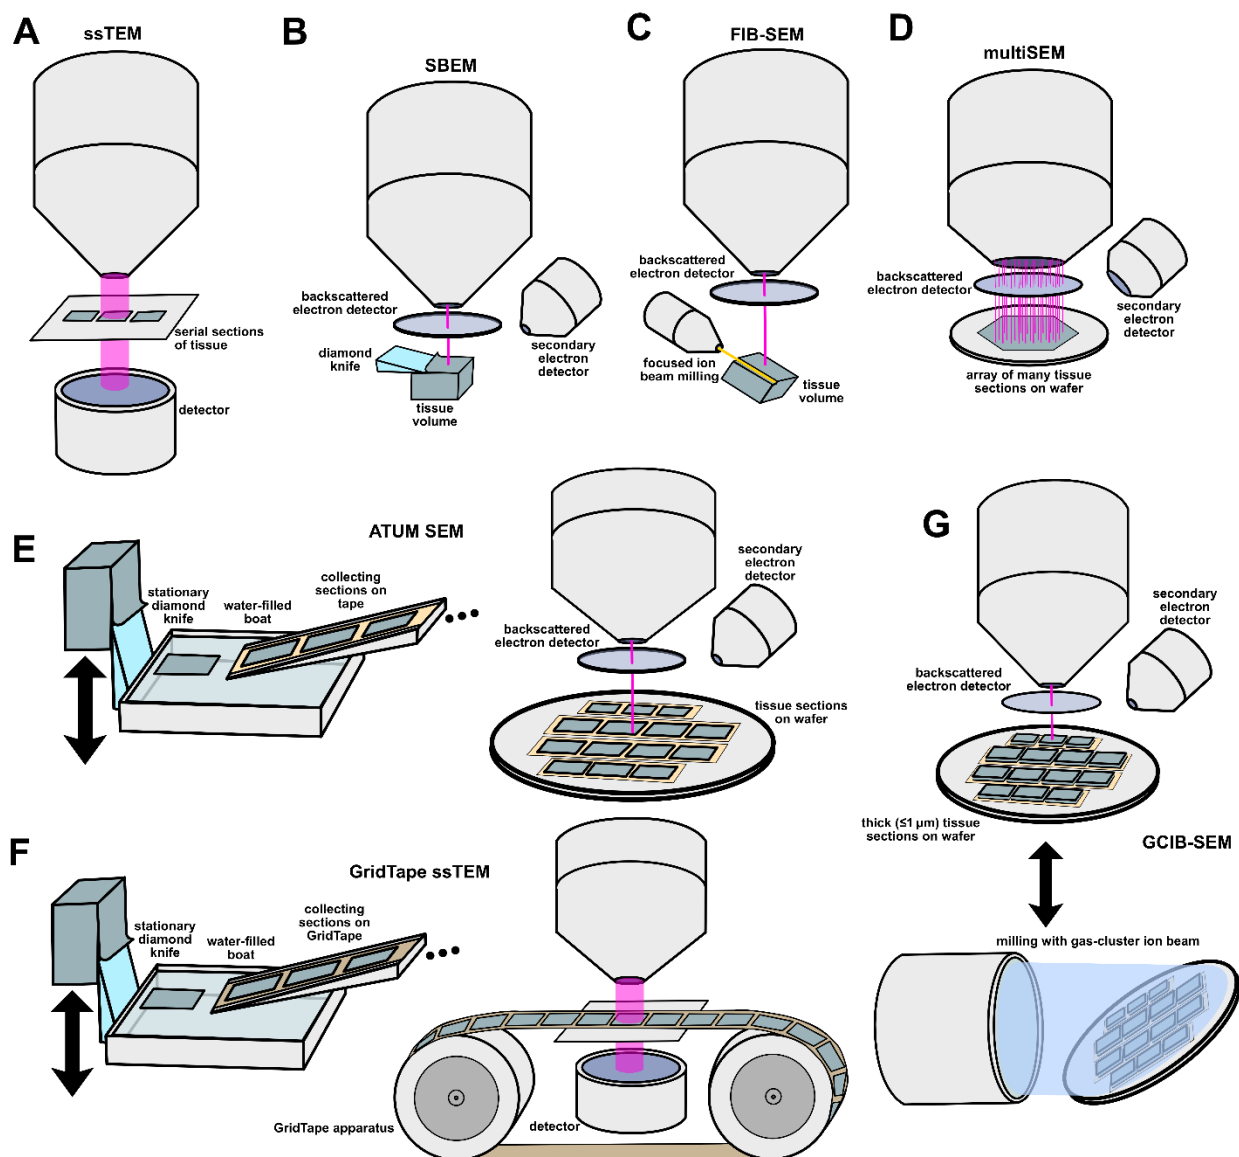 A
ssTEM
serial sections
of tissue
detector
B
SBEM
backscattered
electron detector
diamond
knife
secondary
electron
detector
tissue
volume
C
FIB-SEM
backscattered
electron detector
focused ion
beam milling
tissue
volume
D
multiSEM
backscattered
electron detector
secondary
electron
detector
array of many tissue
sections on wafer
E
ATUM SEM
stationary
diamond
knife
water-filled
boat
collecting
sections on
tape
backscattered
electron detector
secondary
electron
detector
tissue sections
on wafer
F
GridTape ssTEM
stationary
diamond
knife
water-filled
boat
collecting
sections on
GridTape
GridTape apparatus
detector
G
secondary
electron
detector
backscattered
electron detector
thick (≤1 μm) tissue
sections on wafer
GCIB-SEM
milling with gas-cluster ion beam